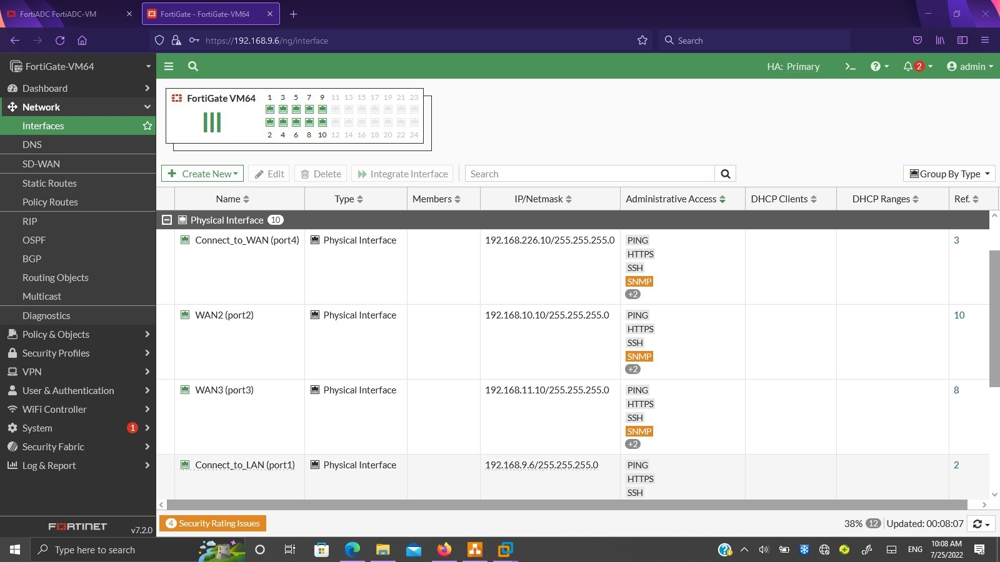 FortiADC FortiADC-VM
FortiGate - FortiGate-VM64
https://192.168.9.6/ng/interface
Search
FortiGate-VM64
HA: Primary
2
admin
Dashboard
Network
Interfaces
DNS
SD-WAN
Static Routes
Policy Routes
RIP
OSPF
BGP
Routing Objects
Multicast
Diagnostics
Policy & Objects
Security Profiles
VPN
User & Authentication
WiFi Controller
System 1
Security Fabric
Log & Report
FORTINET
v7.2.0
FortiGate VM64
1 3 5 7 9 11 13 15 17 19 21 23
2 4 6 8 10 12 14 16 18 20 22 24
Create New Edit Delete Integrate Interface Search Group By Type
Name Type Members IP/Netmask Administrative Access DHCP Clients DHCP Ranges Ref.
Physical Interface 10
Connect_to_WAN (port4) Physical Interface 192.168.226.10/255.255.255.0 PING 3
HTTPS
SSH
SNMP
+2
WAN2 (port2) Physical Interface 192.168.10.10/255.255.255.0 PING 10
HTTPS
SSH
SNMP
+2
WAN3 (port3) Physical Interface 192.168.11.10/255.255.255.0 PING 8
HTTPS
SSH
SNMP
+2
Connect_to_LAN (port1) Physical Interface 192.168.9.6/255.255.255.0 PING 2
HTTPS
SSH
4 Security Rating Issues
38% 12 Updated: 00:08:07
Type here to search
ENG
10:08 AM
7/25/2022